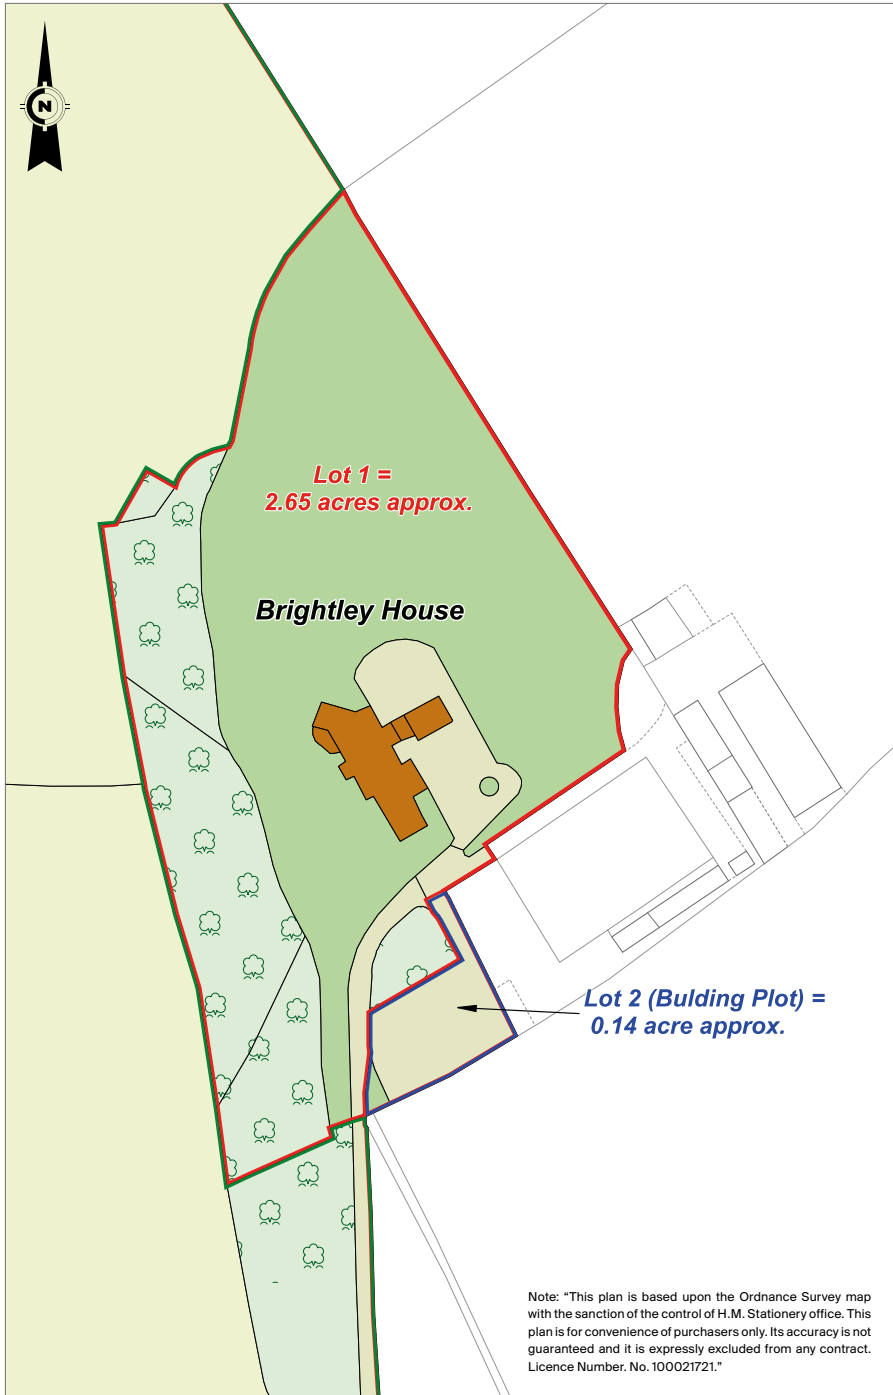 N
Lot 1 =
2.65 acres approx.
Brightley House
Lot 2 (Bulding Plot) =
0.14 acre approx.
Note: “This plan is based upon the Ordnance Survey map
with the sanction of the control of H.M. Stationery office. This
plan is for convenience of purchasers only. Its accuracy is not
guaranteed and it is expressly excluded from any contract.
Licence Number. No. 100021721.”